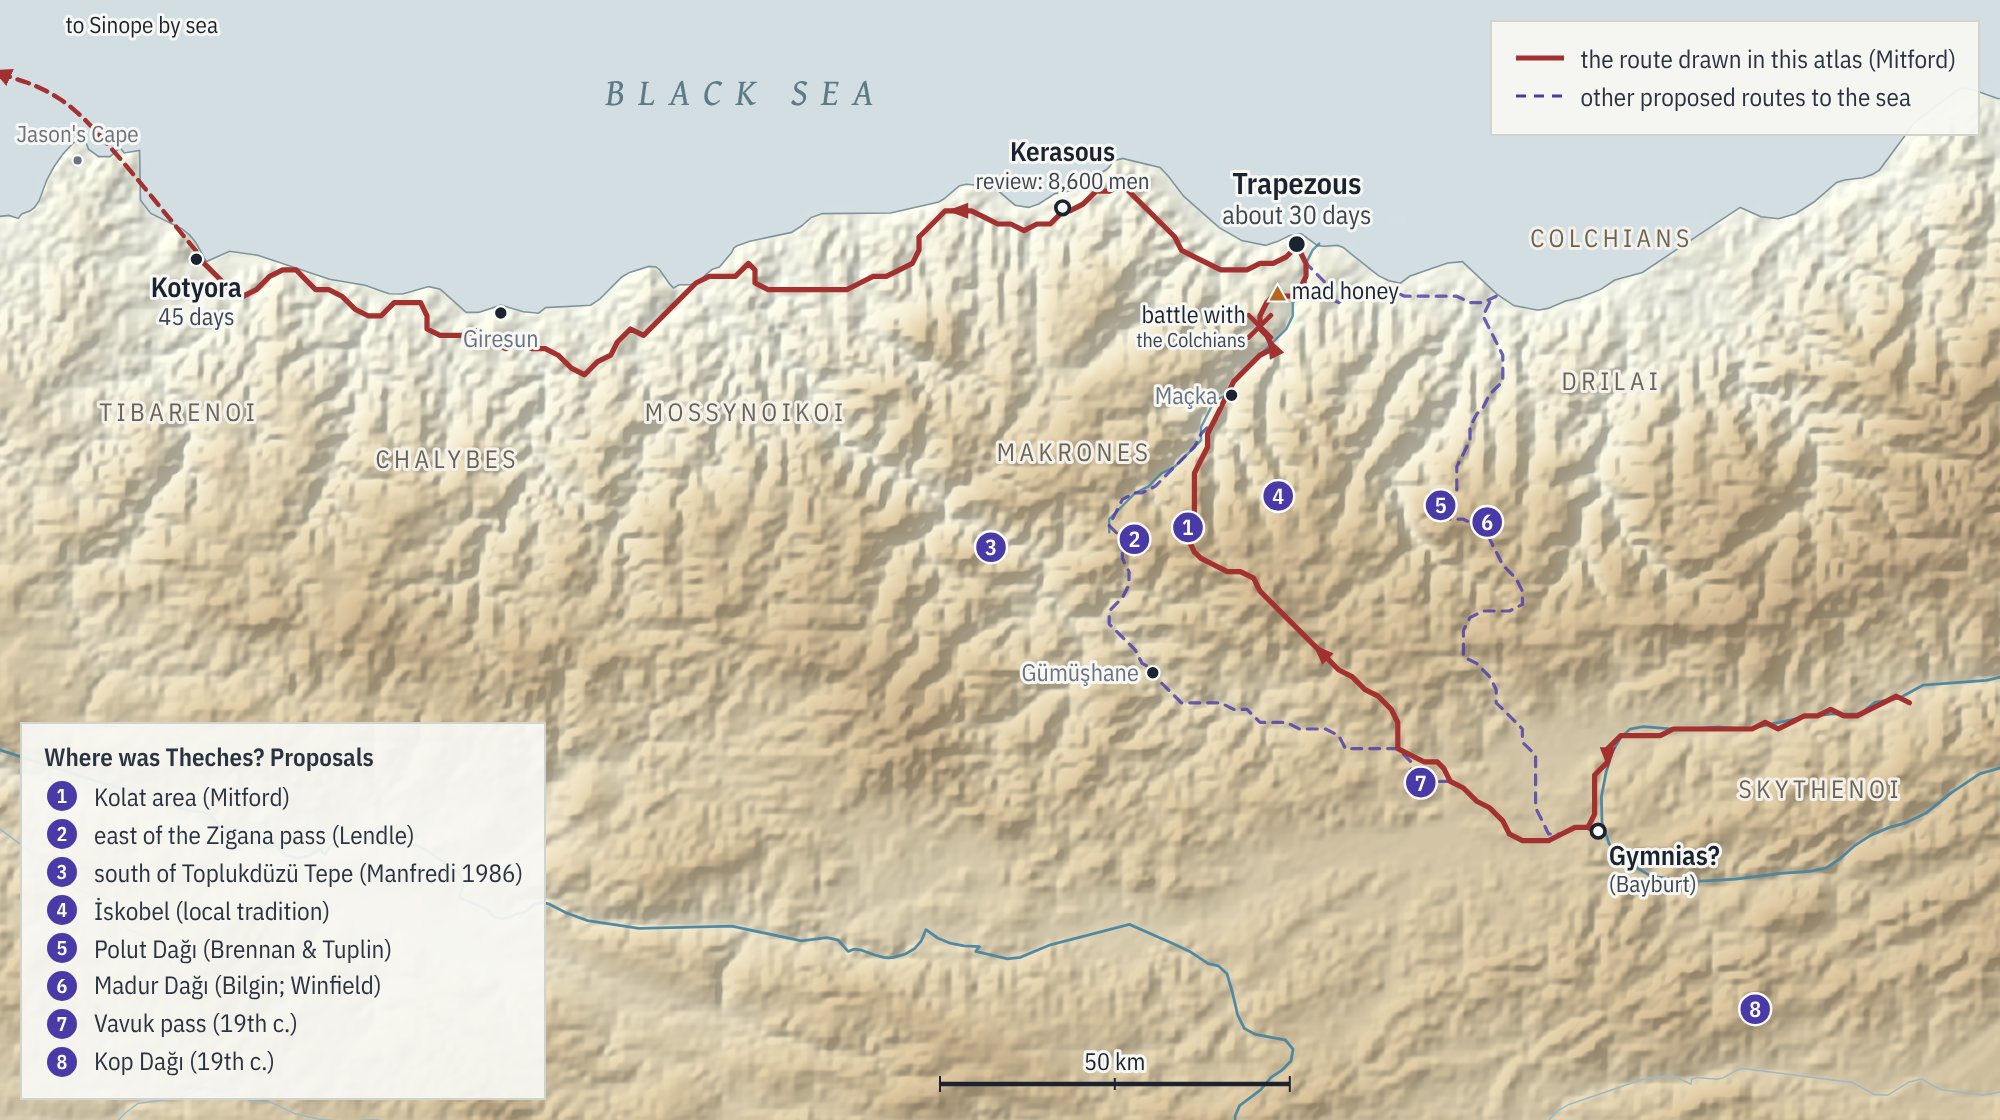 to Sinope by sea
BLACK SEA
the route drawn in this atlas (Mitford)
other proposed routes to the sea
Jason's Cape
Kerasous
review: 8,600 men
Trapezous
about 30 days
COLCHIANS
Kotyora
45 days
Giresun
mad honey
battle with
the Colchians
Maçka
DRILAI
TIBARENOI
CHALYBES
MOSSYNOIKOI
MAKRONES
4
5
6
1
2
3
Gümüşhane
7
SKYTHENOI
Gymnias?
(Bayburt)
8
50 km
Where was Theches? Proposals
1 Kolat area (Mitford)
2 east of the Zigana pass (Lendle)
3 south of Toplukdüzü Tepe (Manfredi 1986)
4 İskobel (local tradition)
5 Polut Dağı (Brennan & Tuplin)
6 Madur Dağı (Bilgin; Winfield)
7 Vavuk pass (19th c.)
8 Kop Dağı (19th c.)